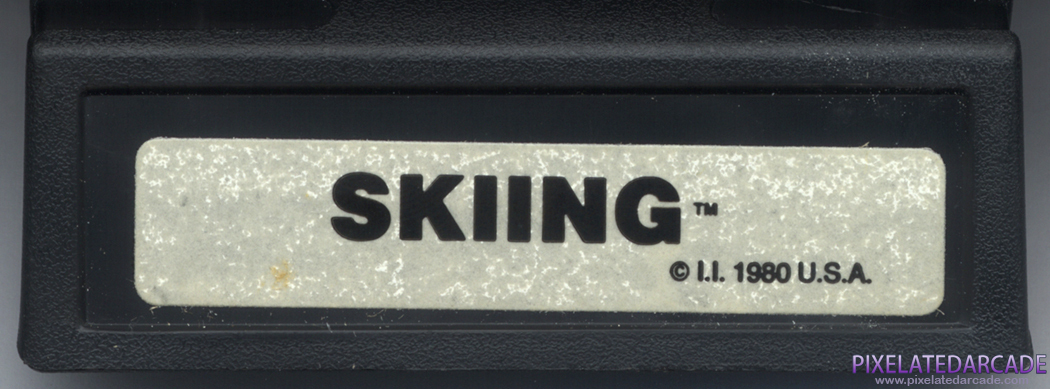 SKIING™
© I.I. 1980 U.S.A.
PIXELATEDARCADE
www.pixelatedarcade.com